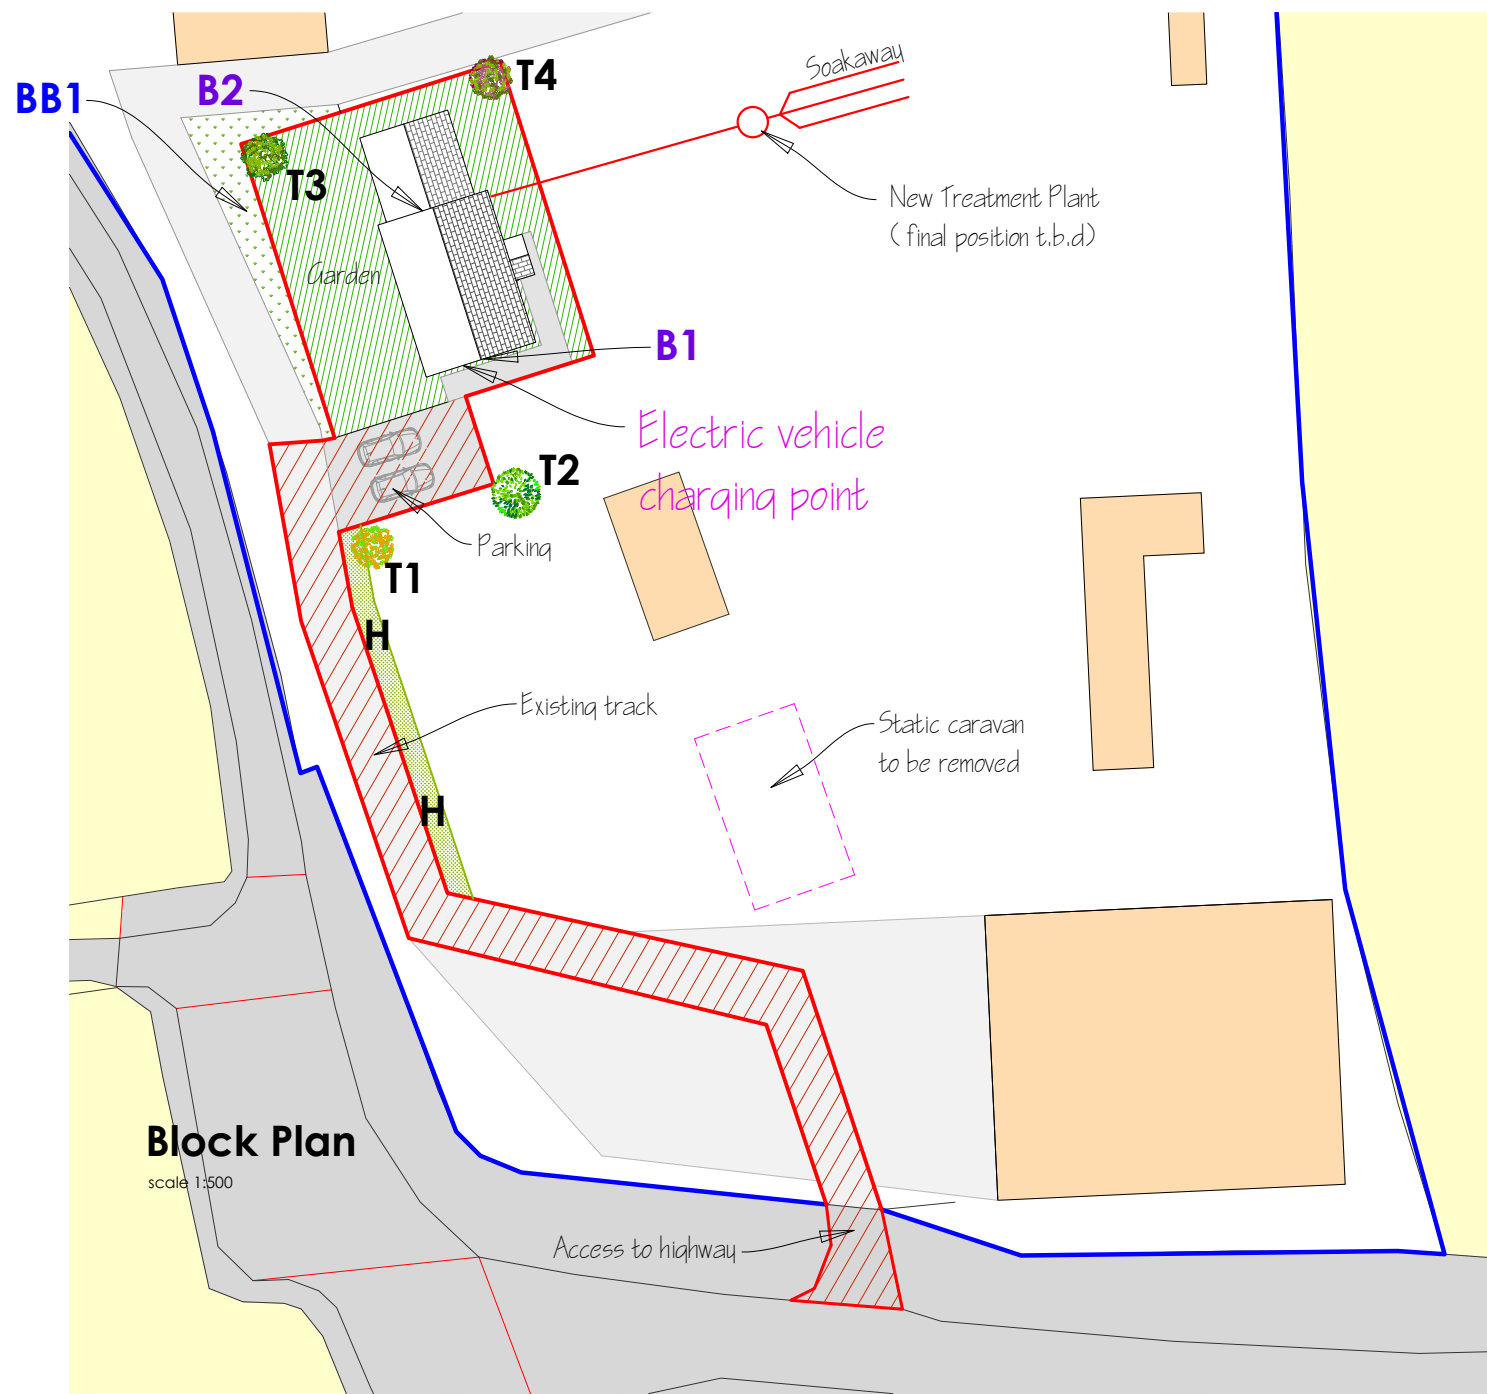 Soakaway
T4
B2
BB1
T3
New Treatment Plant
( final position t.b.d)
Garden
B1
Electric vehicle
charging point
T2
Parking
T1
H
Existing track
Static caravan
to be removed
H
Block Plan
scale 1:500
Access to highway